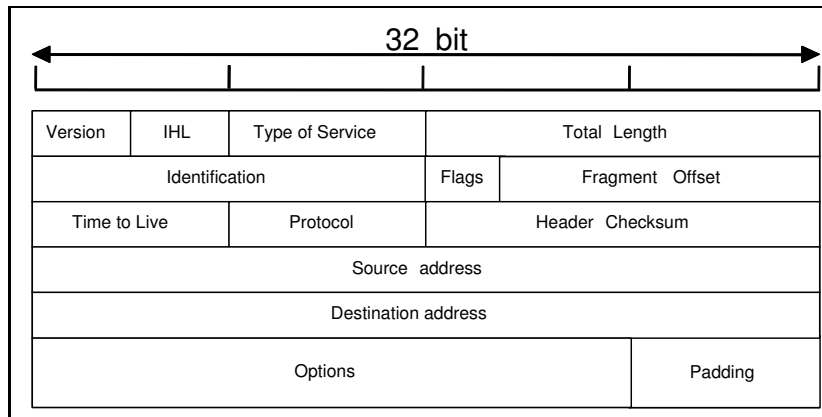 32 bit
Version IHL Type of Service Total Length
Identification Flags Fragment Offset
Time to Live Protocol Header Checksum
Source address
Destination address
Options Padding